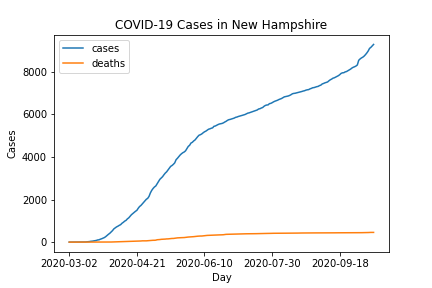 COVID-19 Cases in New Hampshire
cases
deaths
8000
6000
4000
2000
0
Cases
2020-03-02 2020-04-21 2020-06-10 2020-07-30 2020-09-18
Day